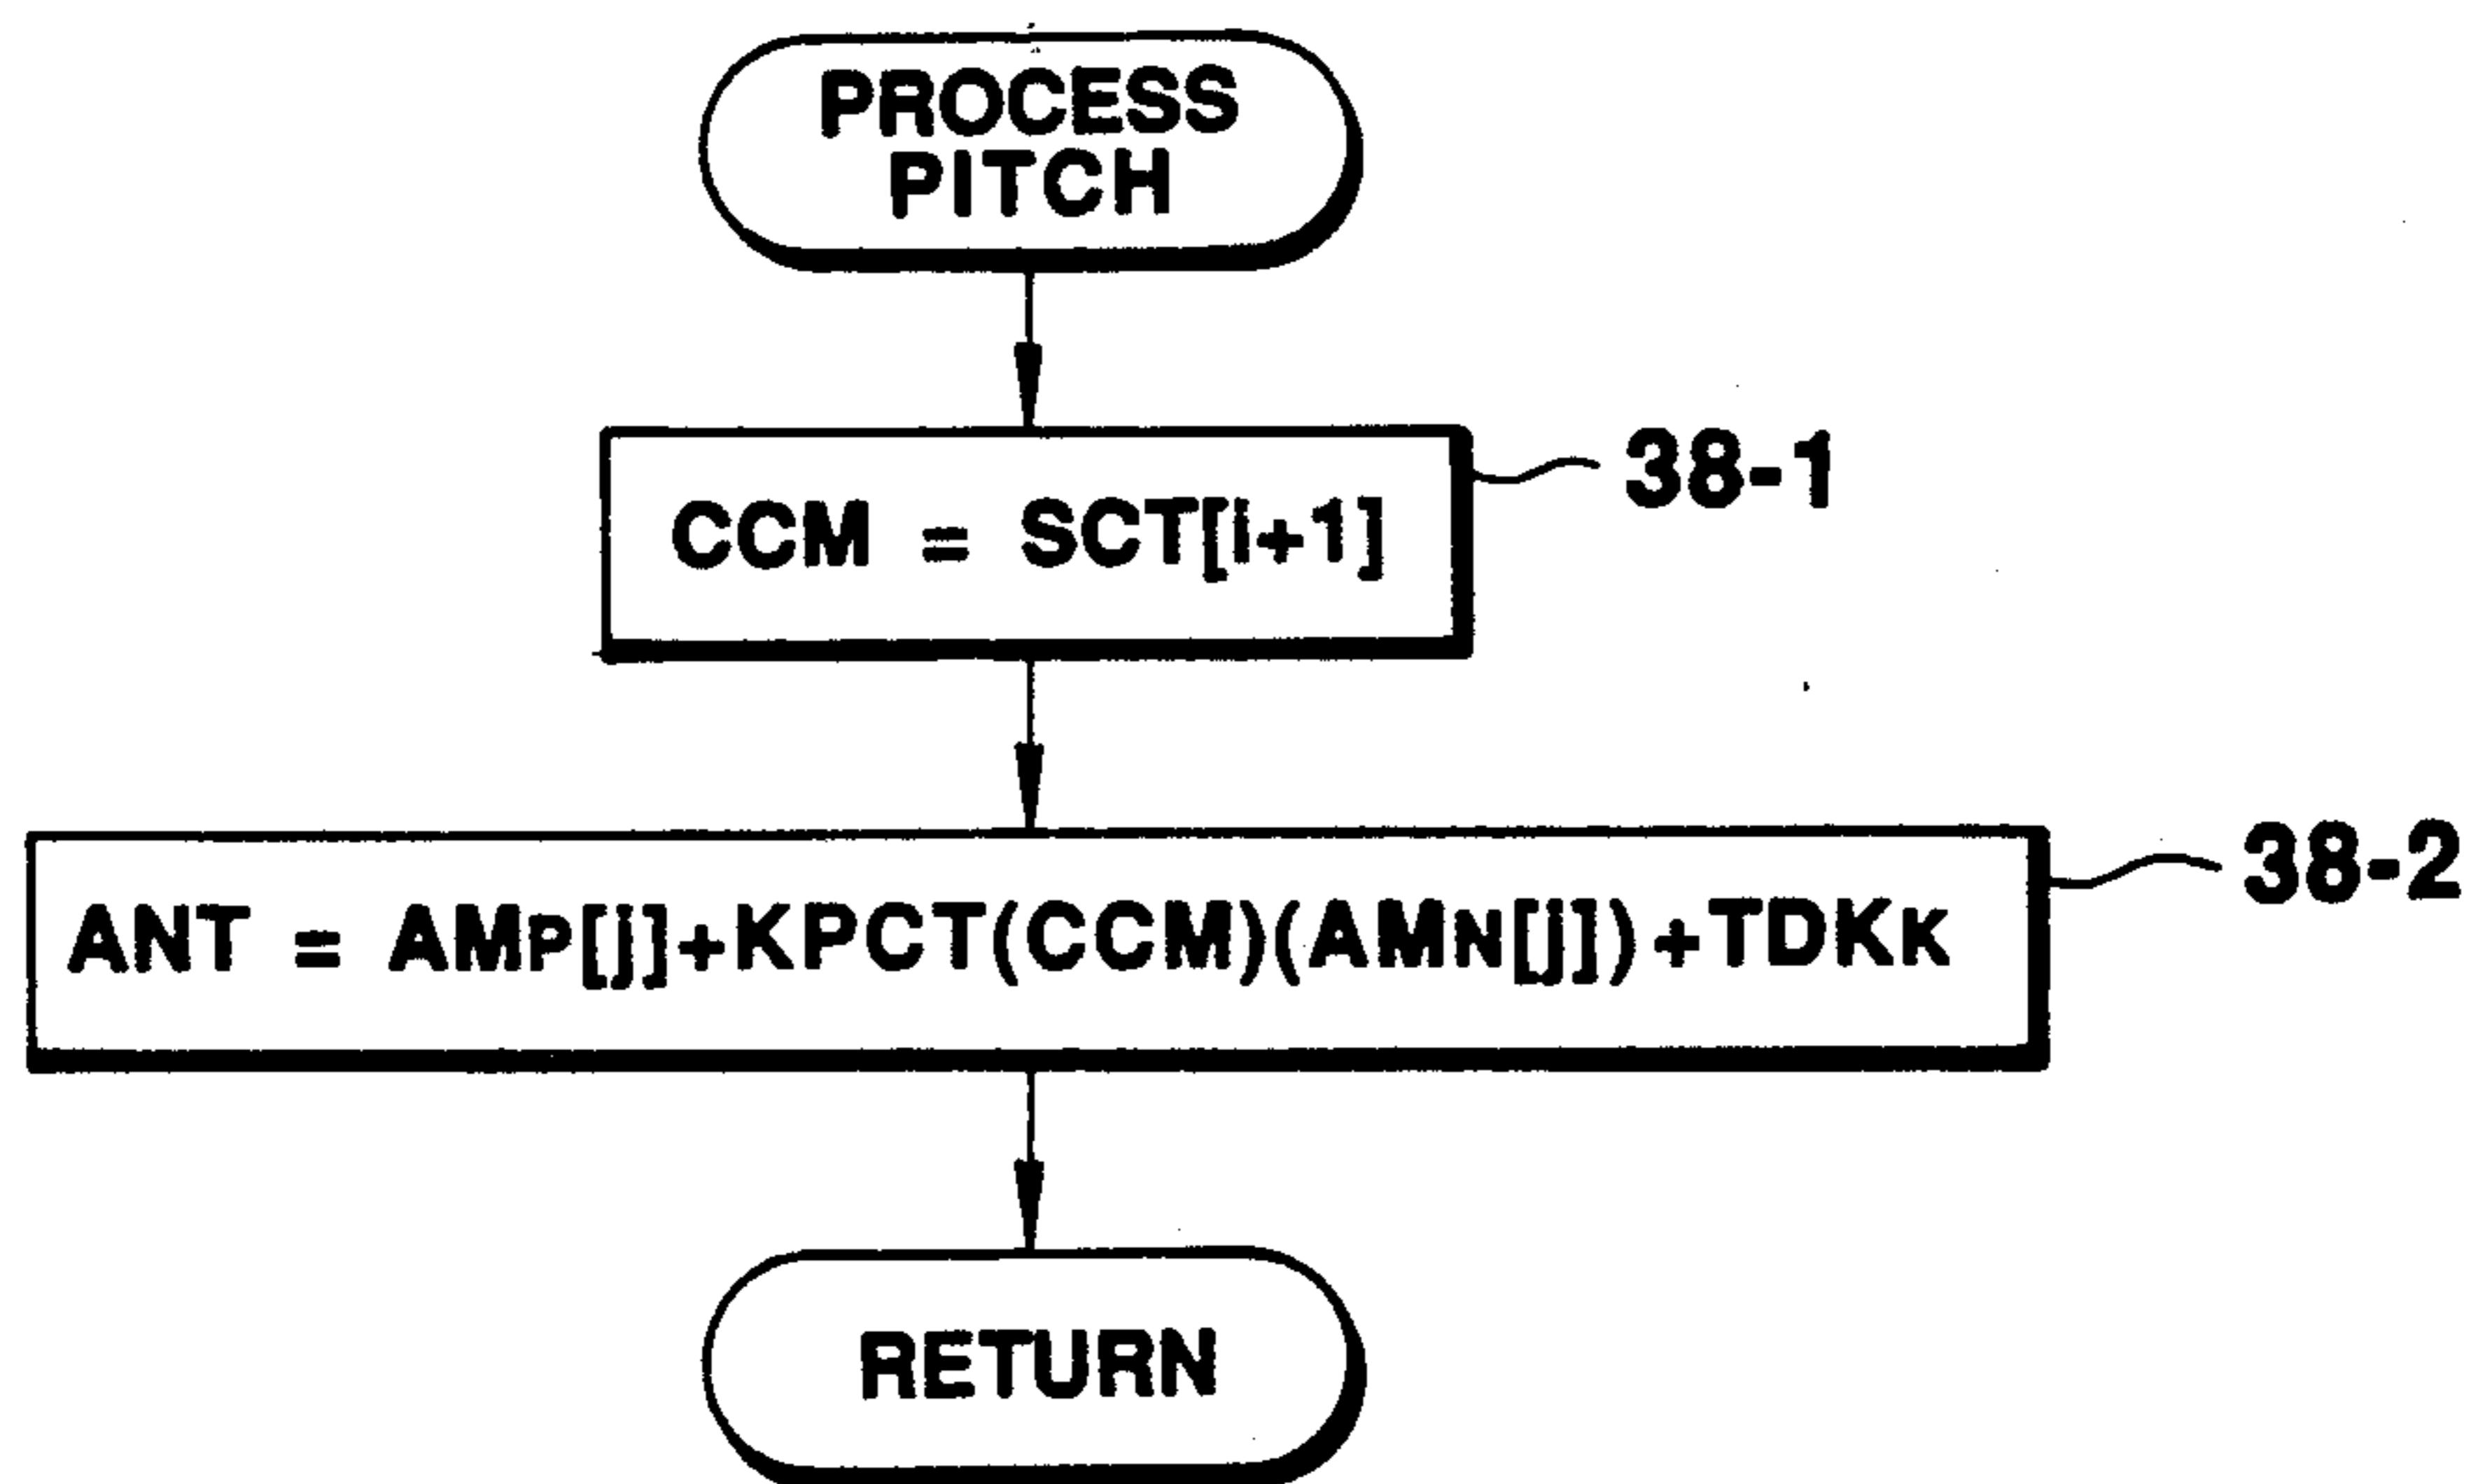 PROCESS
PITCH
CCM = SCT[i+1]
38-1
ANT = AMP[j]+KPCT(CCM)(AMN[j])+TDKK
38-2
RETURN